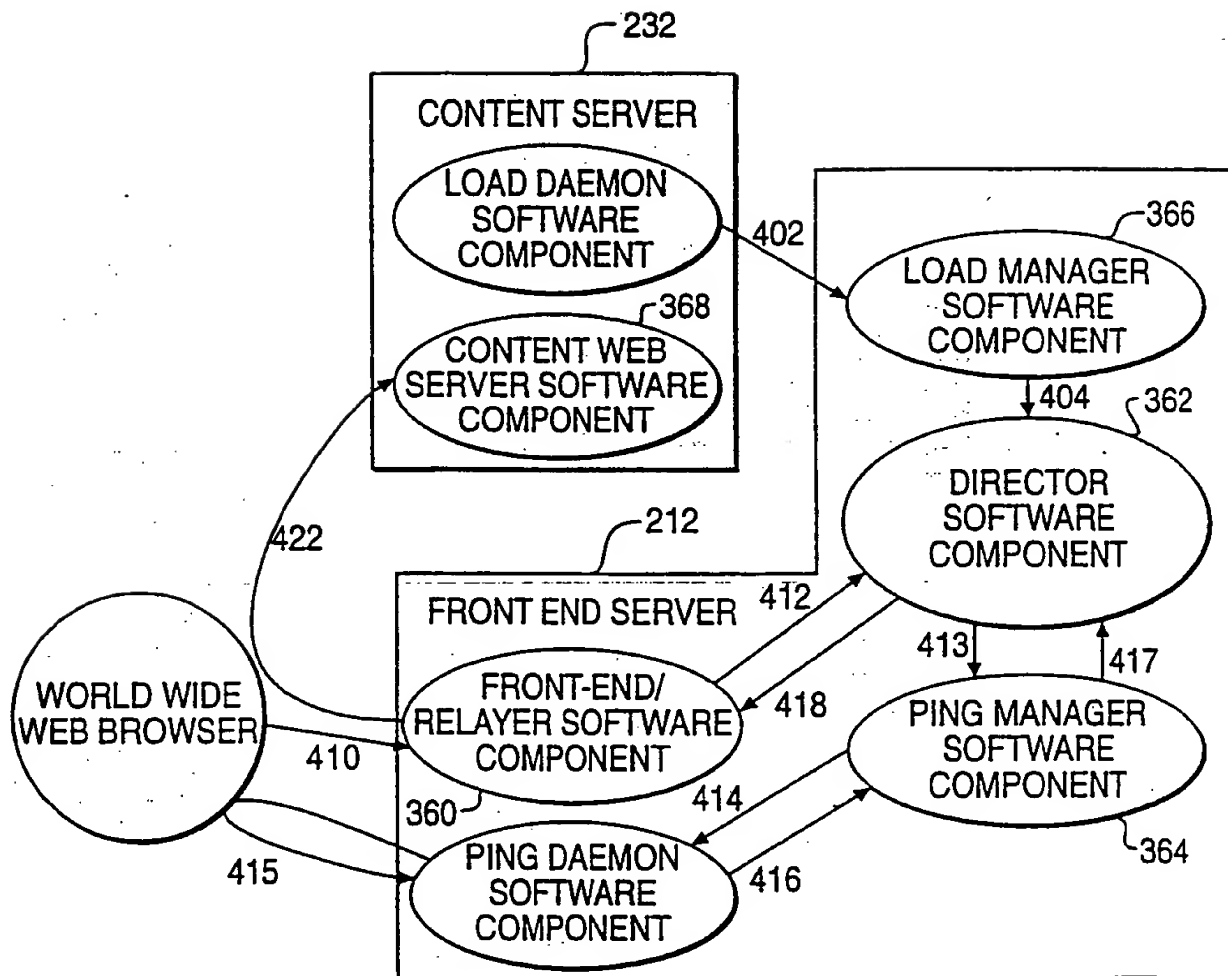 232
CONTENT SERVER
LOAD DAEMON
SOFTWARE
COMPONENT
402
366
LOAD MANAGER
SOFTWARE
COMPONENT
368
CONTENT WEB
SERVER SOFTWARE
COMPONENT
404
362
DIRECTOR
SOFTWARE
COMPONENT
422
212
FRONT END SERVER
412
413
417
WORLD WIDE
WEB BROWSER
410
FRONT-END/
RELAYER SOFTWARE
COMPONENT
418
PING MANAGER
SOFTWARE
COMPONENT
360
414
364
415
PING DAEMON
SOFTWARE
COMPONENT
416